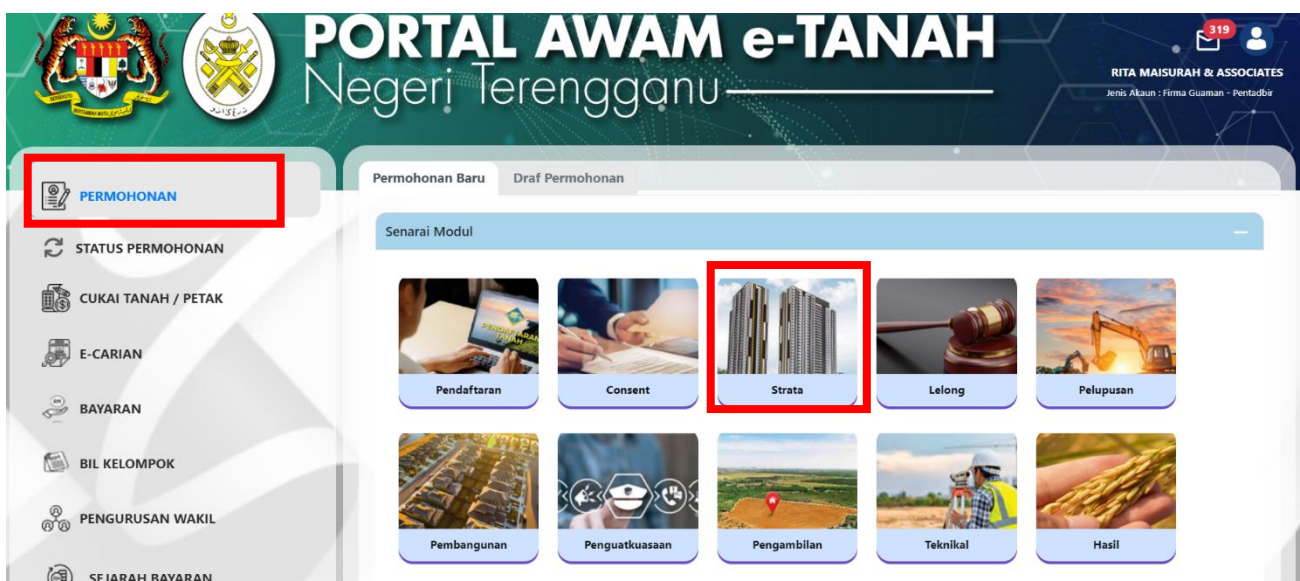 PORTAL AWAM e-TANAH
Negeri Terengganu
319
RITA MAISURAH & ASSOCIATES
Jenis Akaun : Firma Guaman - Pentadbir
PERMOHONAN
STATUS PERMOHONAN
CUKAI TANAH / PETAK
E-CARIAN
BAYARAN
BIL KELOMPOK
PENGURUSAN WAKIL
SEJARAH BAYARAN
Permohonan Baru Draf Permohonan
Senarai Modul
PENDAFTARAN
TANAH
Pendaftaran Consent Strata Lelong Pelupusan
Pembangunan Penguatkuasaan Pengambilan Teknikal Hasil